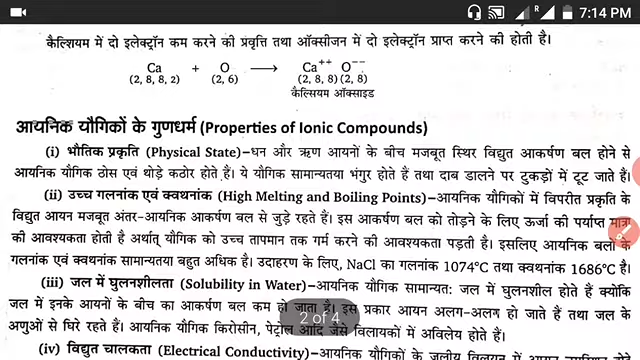 R 7:14 PM
कैल्शियम में दो इलेक्ट्रॉन कम करने की प्रवृत्ति तथा ऑक्सीजन में दो इलेक्ट्रॉन प्राप्त करने की होती है।
Ca + O ⟶ Ca⁺⁺ O⁻⁻
(2, 8, 8, 2) (2, 6) (2, 8, 8) (2, 8)
कैल्सियम ऑक्साइड
आयनिक यौगिकों के गुणधर्म (Properties of Ionic Compounds)
(i) भौतिक प्रकृति (Physical State)–धन और ऋण आयनों के बीच मजबूत स्थिर विद्युत आकर्षण बल होने से
आयनिक यौगिक ठोस एवं थोड़े कठोर होते हैं। ये यौगिक सामान्यतया भंगुर होते हैं तथा दाब डालने पर टुकड़ों में टूट जाते हैं।
(ii) उच्च गलनांक एवं क्वथनांक (High Melting and Boiling Points)–आयनिक यौगिकों में विपरीत प्रकृति के
विद्युत आयन मजबूत अंतर–आयनिक आकर्षण बल से जुड़े रहते हैं। इस आकर्षण बल को तोड़ने के लिए ऊर्जा की पर्याप्त मात्रा
की आवश्यकता होती है अर्थात् यौगिक को उच्च तापमान तक गर्म करने की आवश्यकता पड़ती है। इसलिए आयनिक बलों के
गलनांक एवं क्वथनांक सामान्यतया बहुत अधिक है। उदाहरण के लिए, NaCl का गलनांक 1074°C तथा क्वथनांक 1686°C है।
(iii) जल में घुलनशीलता (Solubility in Water)–आयनिक यौगिक सामान्यत: जल में घुलनशील होते हैं क्योंकि
जल में इनके आयनों के बीच का आकर्षण बल कम हो जाता है। इस प्रकार आयन अलग–अलग हो जाते हैं तथा जल के
2 of 4
अणुओं से घिरे रहते हैं। आयनिक यौगिक किरोसीन, पेट्रोल आदि जैसे विलायकों में अविलेय होते हैं।
(iv) विद्युत चालकता (Electrical Conductivity)–आयनिक यौगिकों के जलीय विलयन में